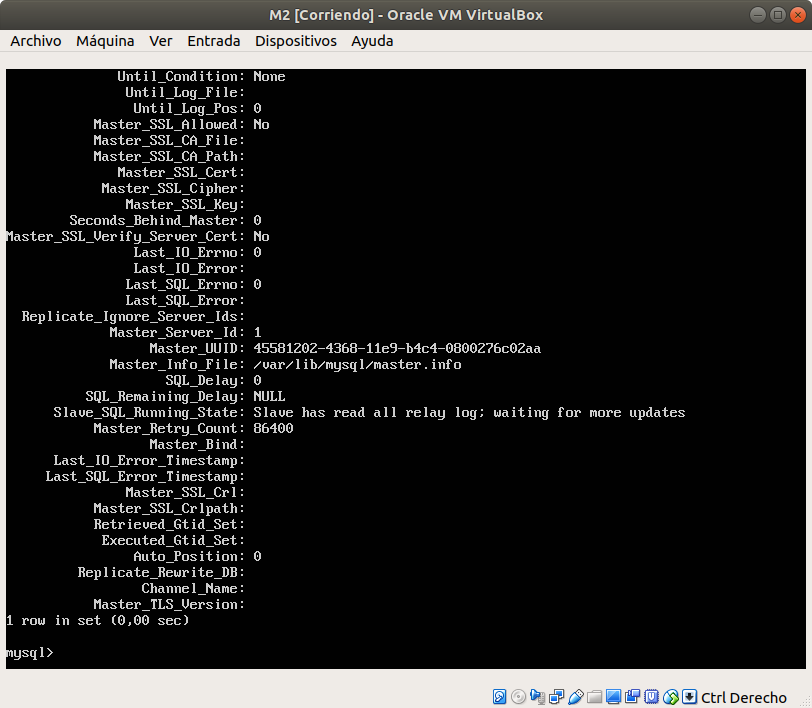 M2 [Corriendo] - Oracle VM VirtualBox
Archivo Máquina Ver Entrada Dispositivos Ayuda
Until_Condition: None
Until_Log_File:
Until_Log_Pos: 0
Master_SSL_Allowed: No
Master_SSL_CA_File:
Master_SSL_CA_Path:
Master_SSL_Cert:
Master_SSL_Cipher:
Master_SSL_Key:
Seconds_Behind_Master: 0
Master_SSL_Verify_Server_Cert: No
Last_IO_Errno: 0
Last_IO_Error:
Last_SQL_Errno: 0
Last_SQL_Error:
Replicate_Ignore_Server_Ids:
Master_Server_Id: 1
Master_UUID: 45581202-4368-11e9-b4c4-0800276c02aa
Master_Info_File: /var/lib/mysql/master.info
SQL_Delay: 0
SQL_Remaining_Delay: NULL
Slave_SQL_Running_State: Slave has read all relay log; waiting for more updates
Master_Retry_Count: 86400
Master_Bind:
Last_IO_Error_Timestamp:
Last_SQL_Error_Timestamp:
Master_SSL_Crl:
Master_SSL_Crlpath:
Retrieved_Gtid_Set:
Executed_Gtid_Set:
Auto_Position: 0
Replicate_Rewrite_DB:
Channel_Name:
Master_TLS_Version:
1 row in set (0,00 sec)
mysql>
Ctrl Derecho